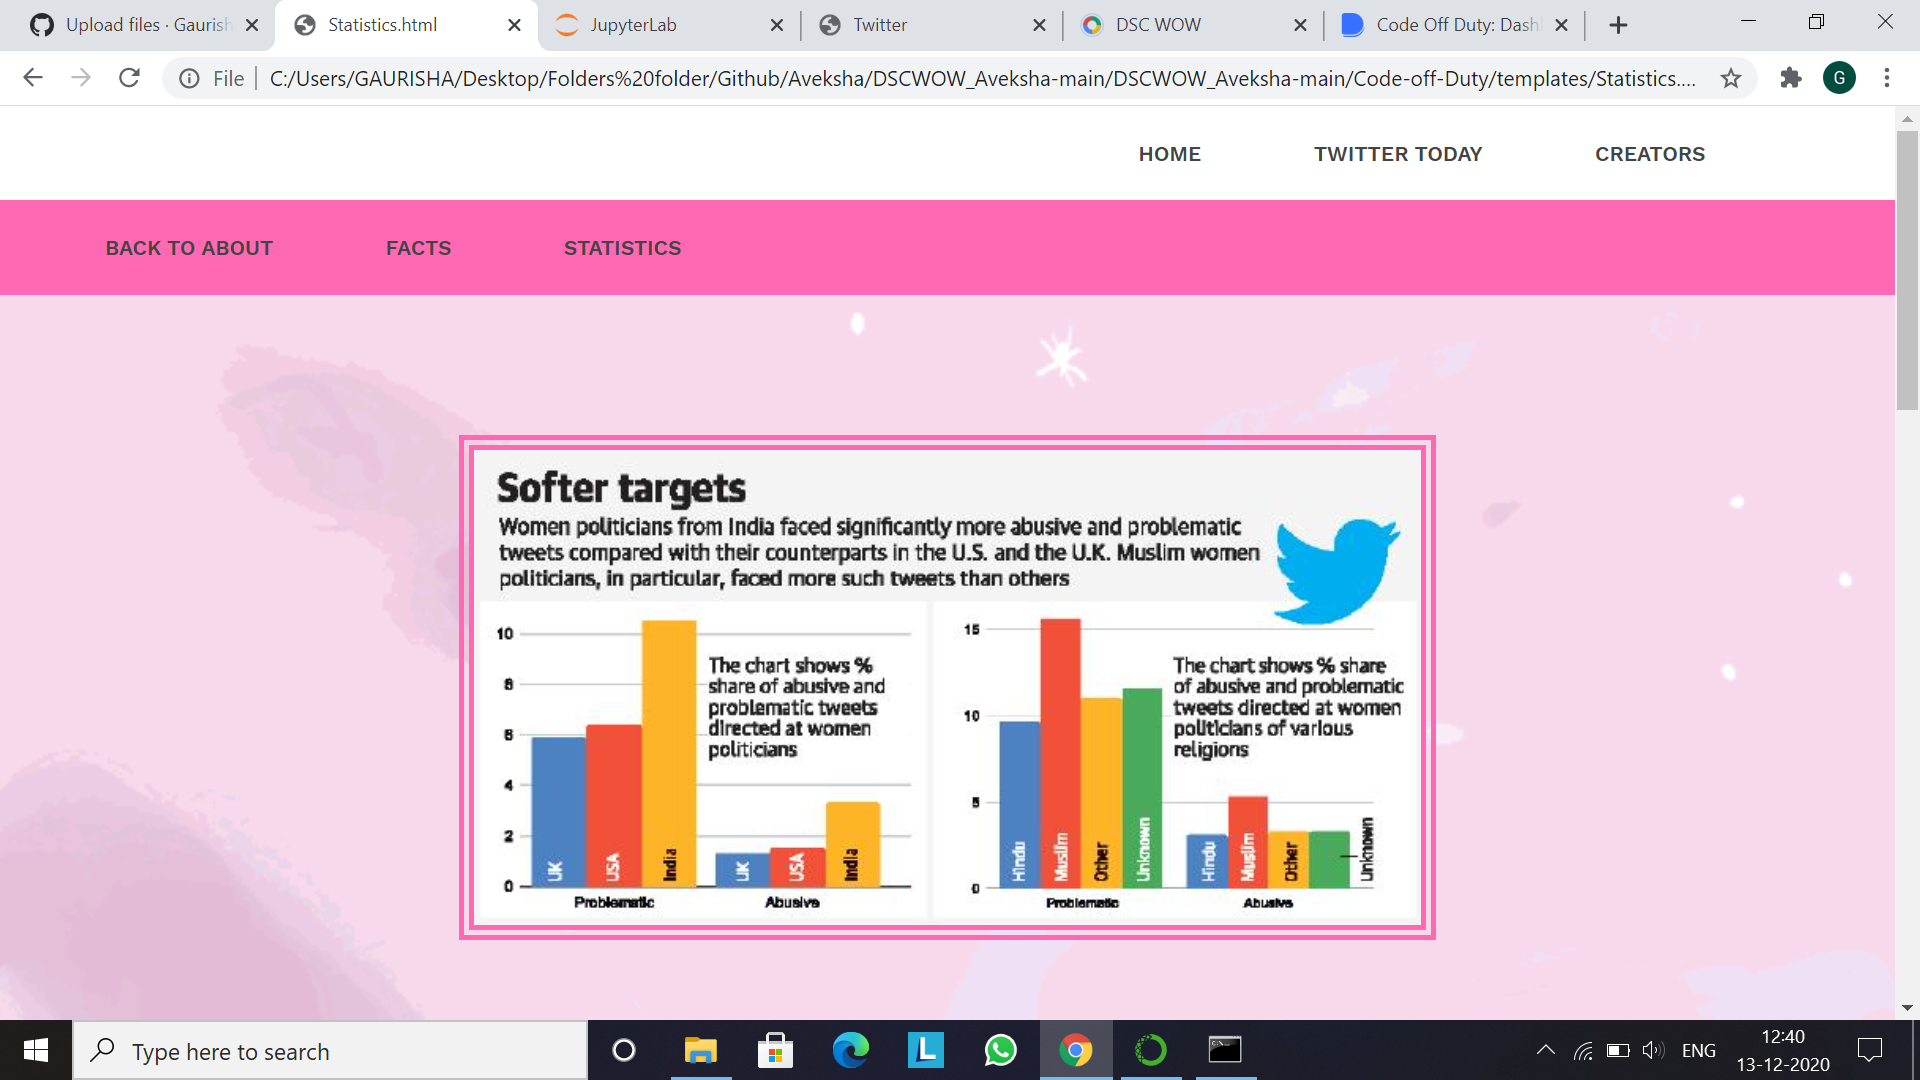 Upload files · Gaurish
Statistics.html
JupyterLab
Twitter
DSC WOW
Code Off Duty: Dash
File
C:/Users/GAURISHA/Desktop/Folders%20folder/Github/Aveksha/DSCWOW_Aveksha-main/DSCWOW_Aveksha-main/Code-off-Duty/templates/Statistics....
G
HOME
TWITTER TODAY
CREATORS
BACK TO ABOUT
FACTS
STATISTICS
Softer targets
Women politicians from India faced significantly more abusive and problematic
tweets compared with their counterparts in the U.S. and the U.K. Muslim women
politicians, in particular, faced more such tweets than others
10
8
6
4
2
0
The chart shows %
share of abusive and
problematic tweets
directed at women
politicians
UK
USA
India
UK
USA
India
Problematic
Abusive
15
10
5
0
The chart shows % share
of abusive and problematic
tweets directed at women
politicians of various
religions
Hindu
Muslim
Other
Unknown
Hindu
Muslim
Other
Unknown
Problematic
Abusive
Type here to search
L
ENG
12:40
13-12-2020